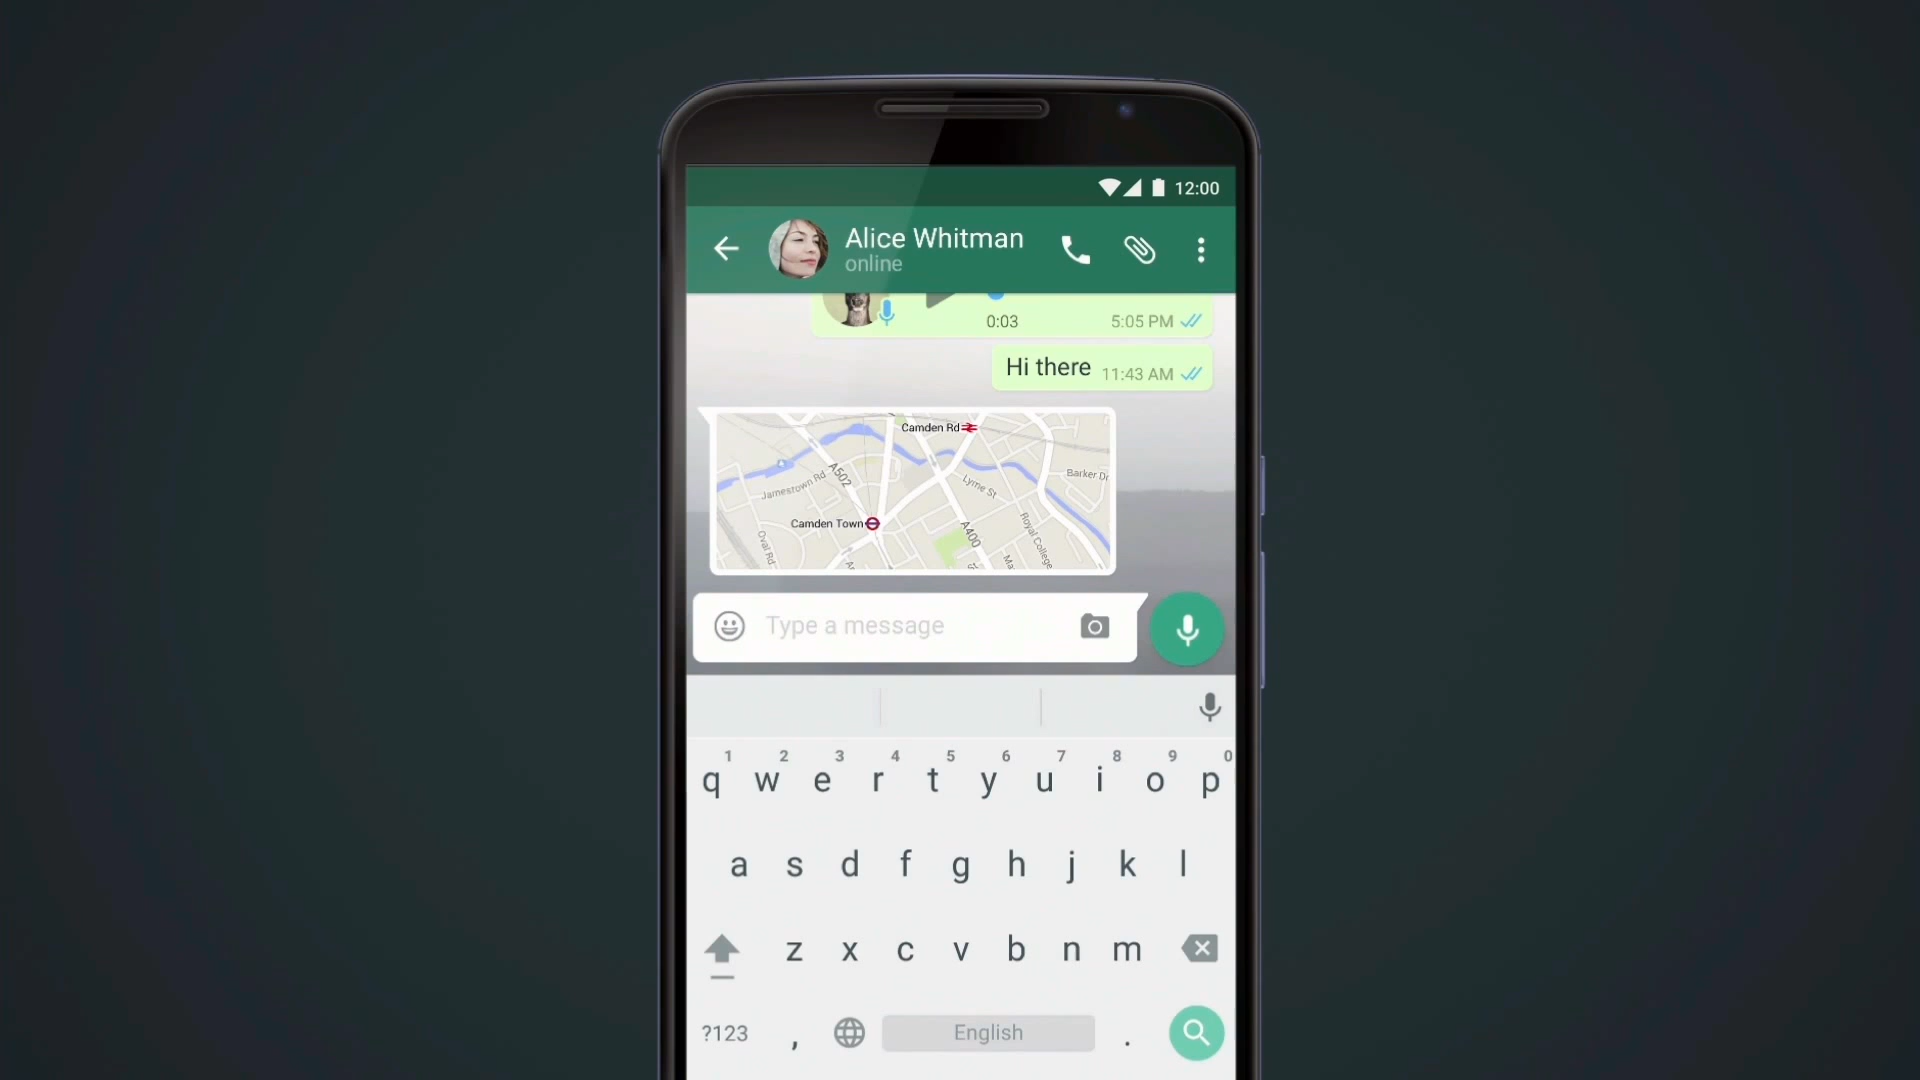 12:00
Alice Whitman
online
0:03
5:05 PM
Hi there
11:43 AM
Camden Rd
Barker Dr
A502
Jamestown Rd
Lyme St
Camden Town
A400
Royal College
Oval Rd
Type a message
1 2 3 4 5 6 7 8 9 0
q w e r t y u i o p
a s d f g h j k l
z x c v b n m
?123 , English .